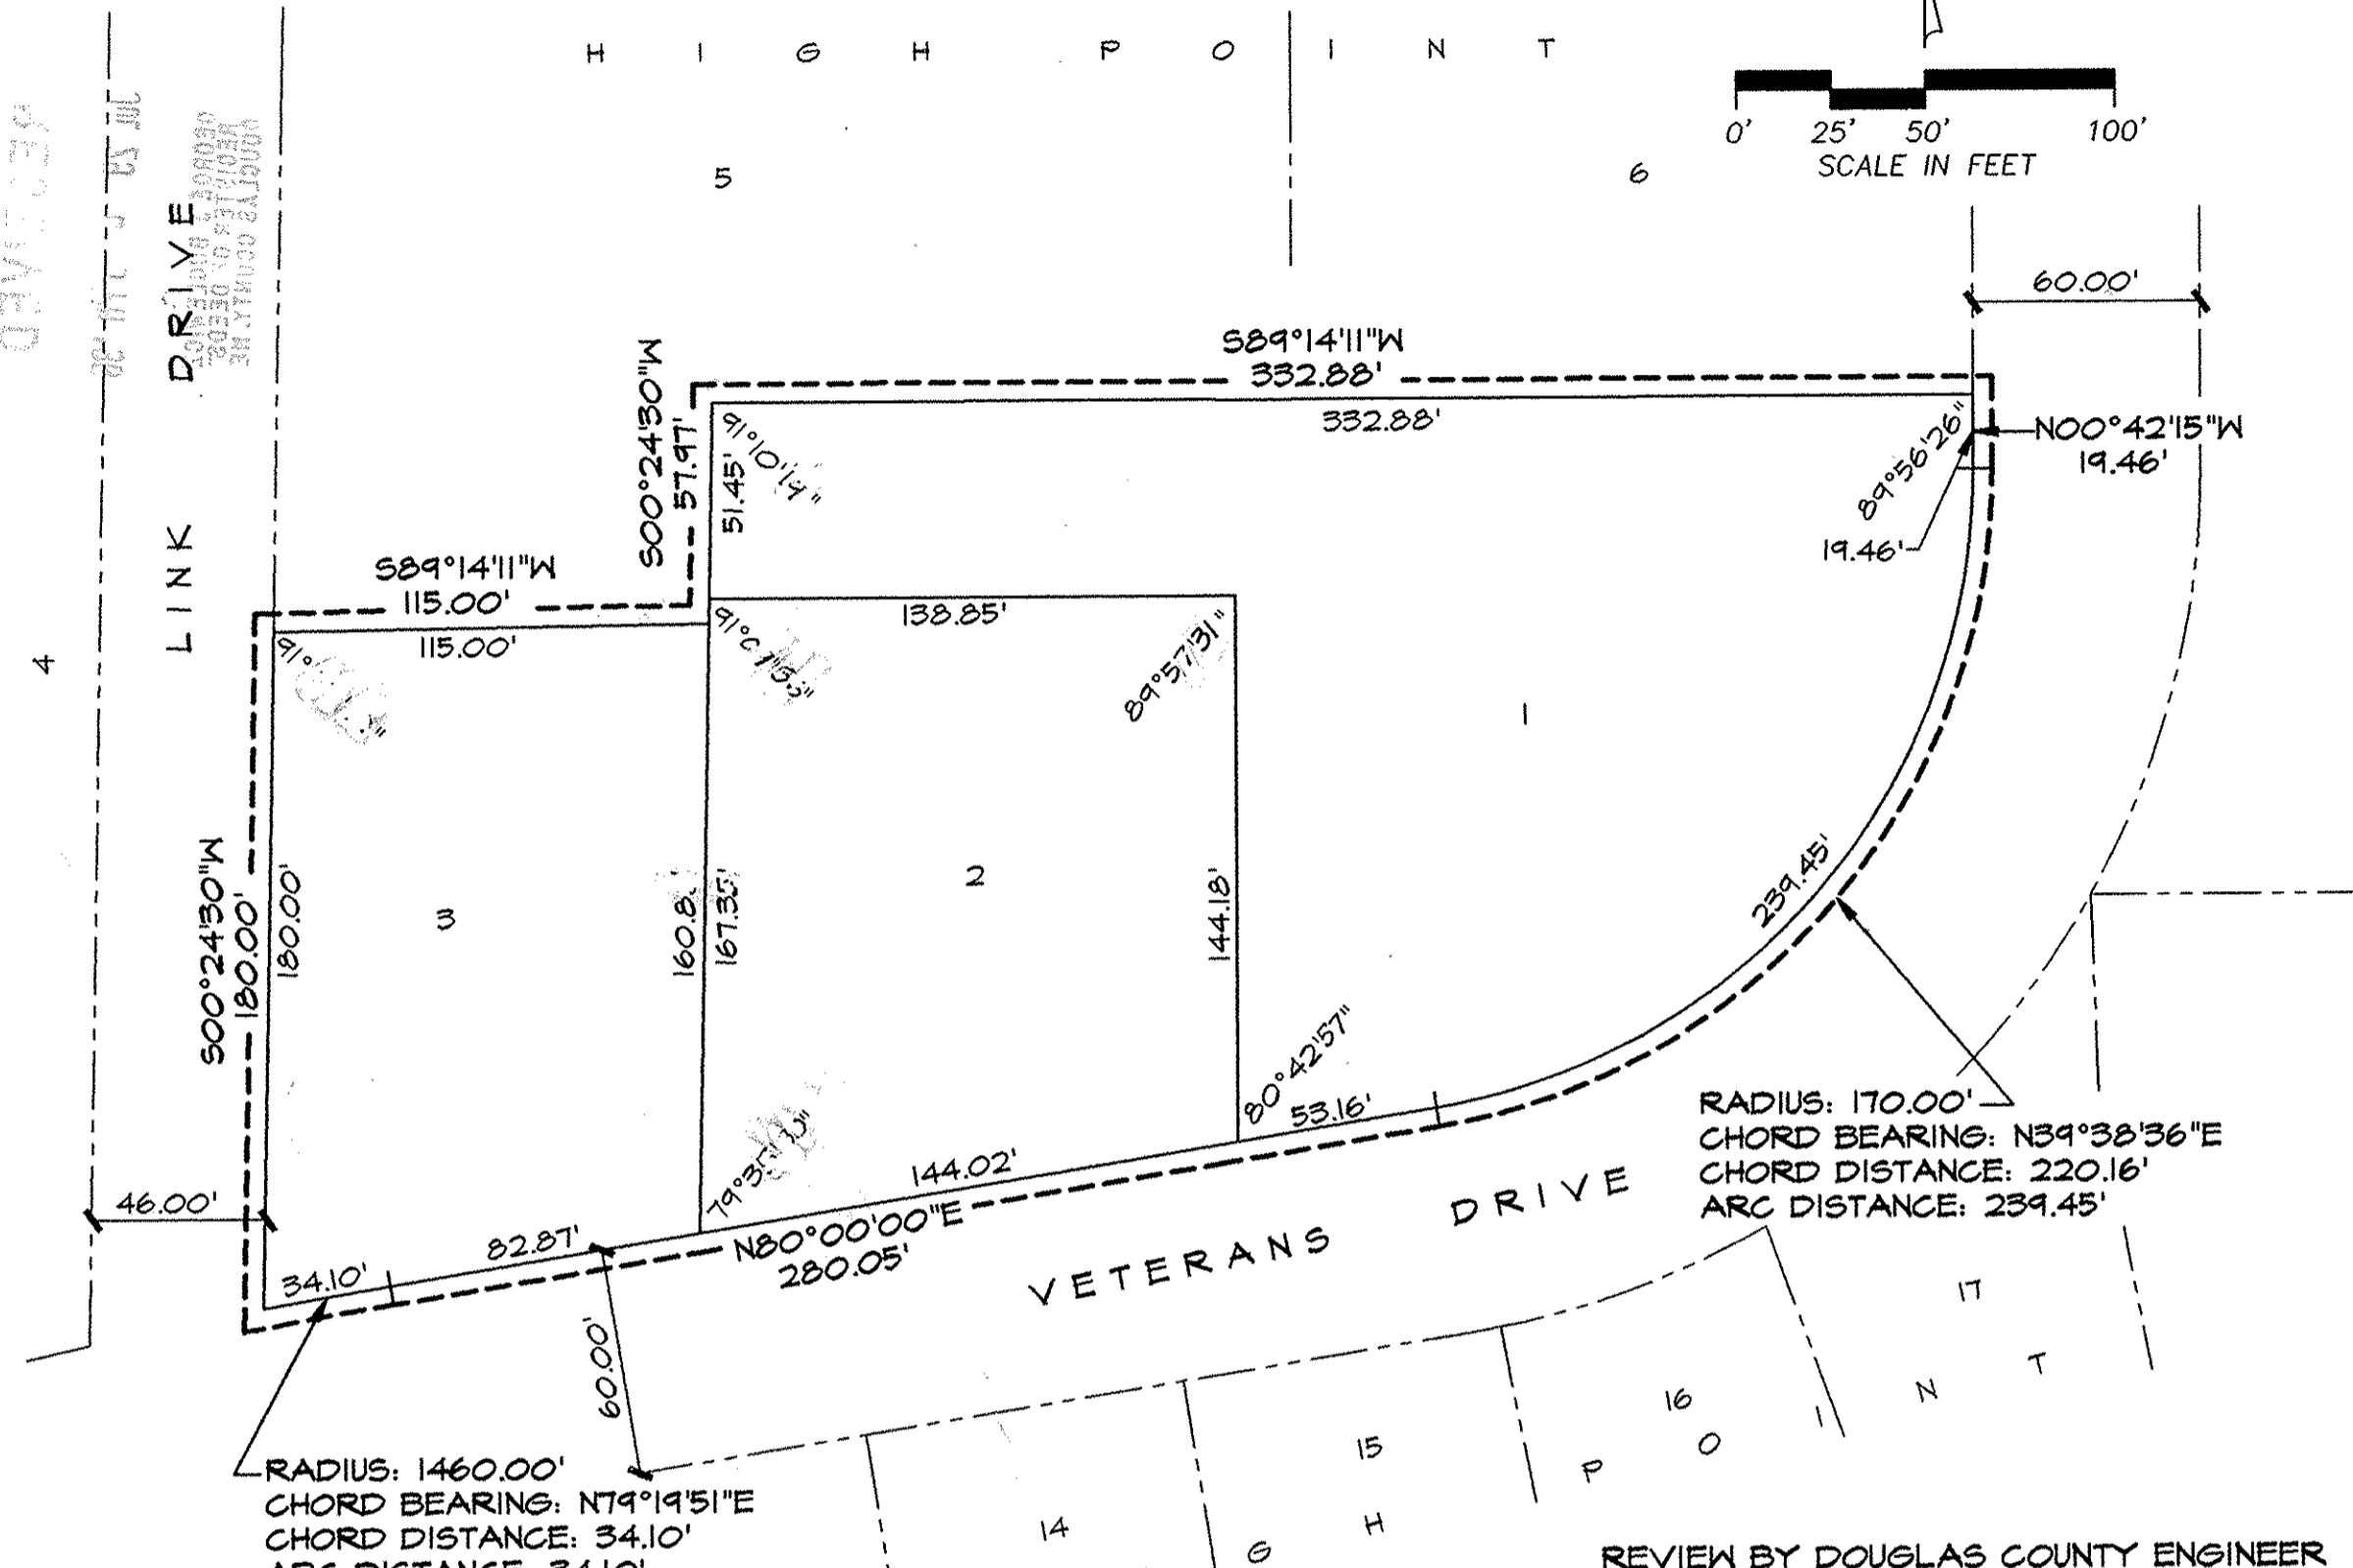 H I G H P O I N T
0' 25' 50' 100'
SCALE IN FEET
5
6
4
LINK DRIVE
60.00'
S89°14'11"W
332.88'
332.88'
S00°24'30"W
57.97'
51.45'
91°10'19"
89°56'26"
N00°42'15"W
19.46'
19.46'
S89°14'11"W
115.00'
115.00'
138.85'
89°57'31"
1
2
3
S00°24'30"W
180.00'
180.00'
167.35'
144.18'
239.45'
80°42'57"
53.16'
144.02'
N80°00'00"E
280.05'
82.87'
34.10'
46.00'
60.00'
VETERANS DRIVE
RADIUS: 170.00'
CHORD BEARING: N39°38'36"E
CHORD DISTANCE: 220.16'
ARC DISTANCE: 239.45'
17
16
15
14
G H P O I N T
RADIUS: 1460.00'
CHORD BEARING: N79°19'51"E
CHORD DISTANCE: 34.10'
ARC DISTANCE: 34.10'
REVIEW BY DOUGLAS COUNTY ENGINEER